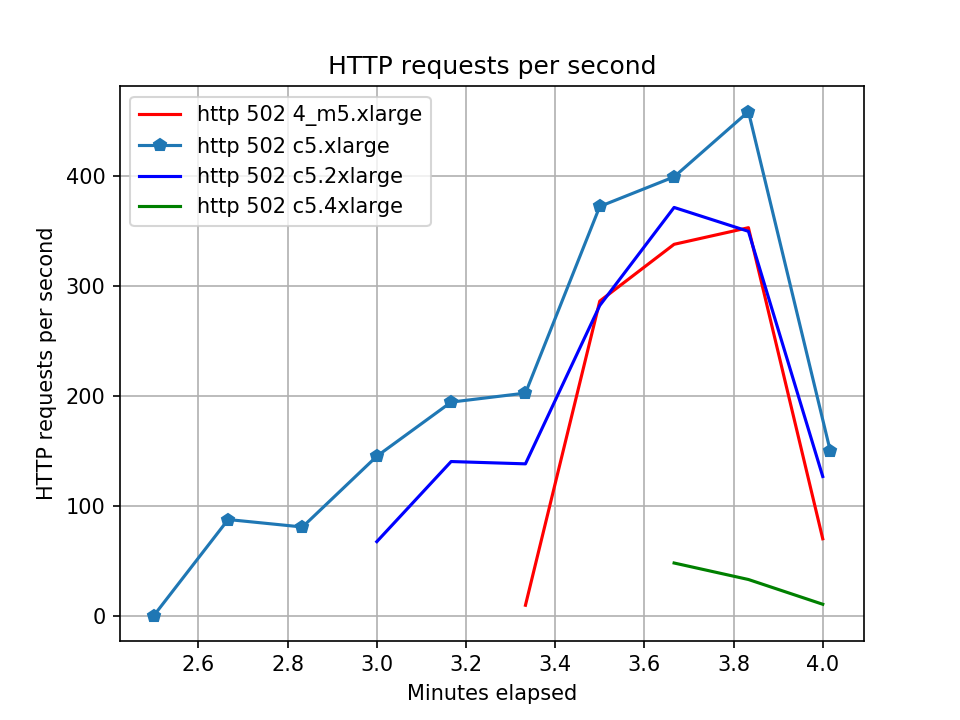 HTTP requests per second
http 502 4_m5.xlarge
http 502 c5.xlarge
http 502 c5.2xlarge
http 502 c5.4xlarge
HTTP requests per second
400
300
200
100
0
2.6 2.8 3.0 3.2 3.4 3.6 3.8 4.0
Minutes elapsed